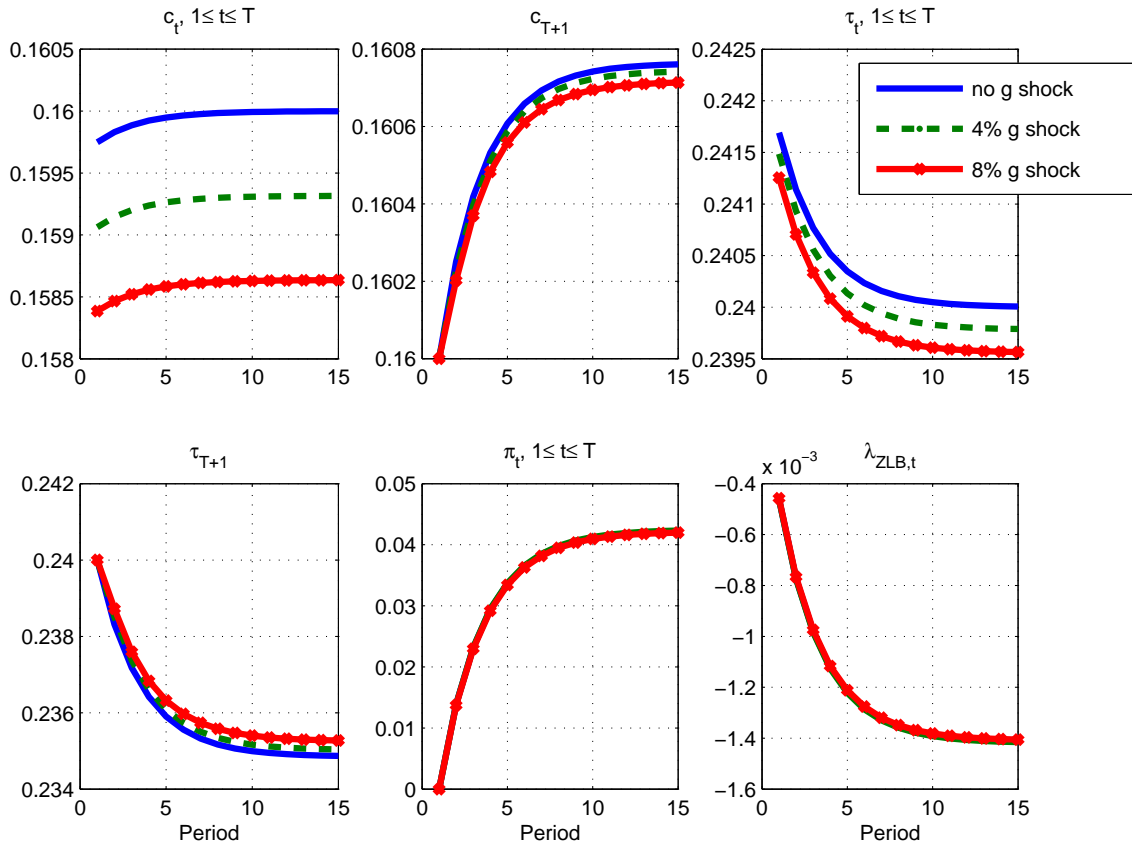 c_t, 1≤ t≤ T
0.1605
0.16
0.1595
0.159
0.1585
0.158
0 5 10 15
c_{T+1}
0.1608
0.1606
0.1604
0.1602
0.16
0 5 10 15
τ_t, 1≤ t≤ T
0.2425
0.242
0.2415
0.241
0.2405
0.24
0.2395
0 5 10 15
no g shock
4% g shock
8% g shock
τ_{T+1}
0.242
0.24
0.238
0.236
0.234
0 5 10 15
Period
π_t, 1≤ t≤ T
0.05
0.04
0.03
0.02
0.01
0
0 5 10 15
Period
λ_{ZLB,t}
x 10^{-3}
−0.4
−0.6
−0.8
−1
−1.2
−1.4
−1.6
0 5 10 15
Period